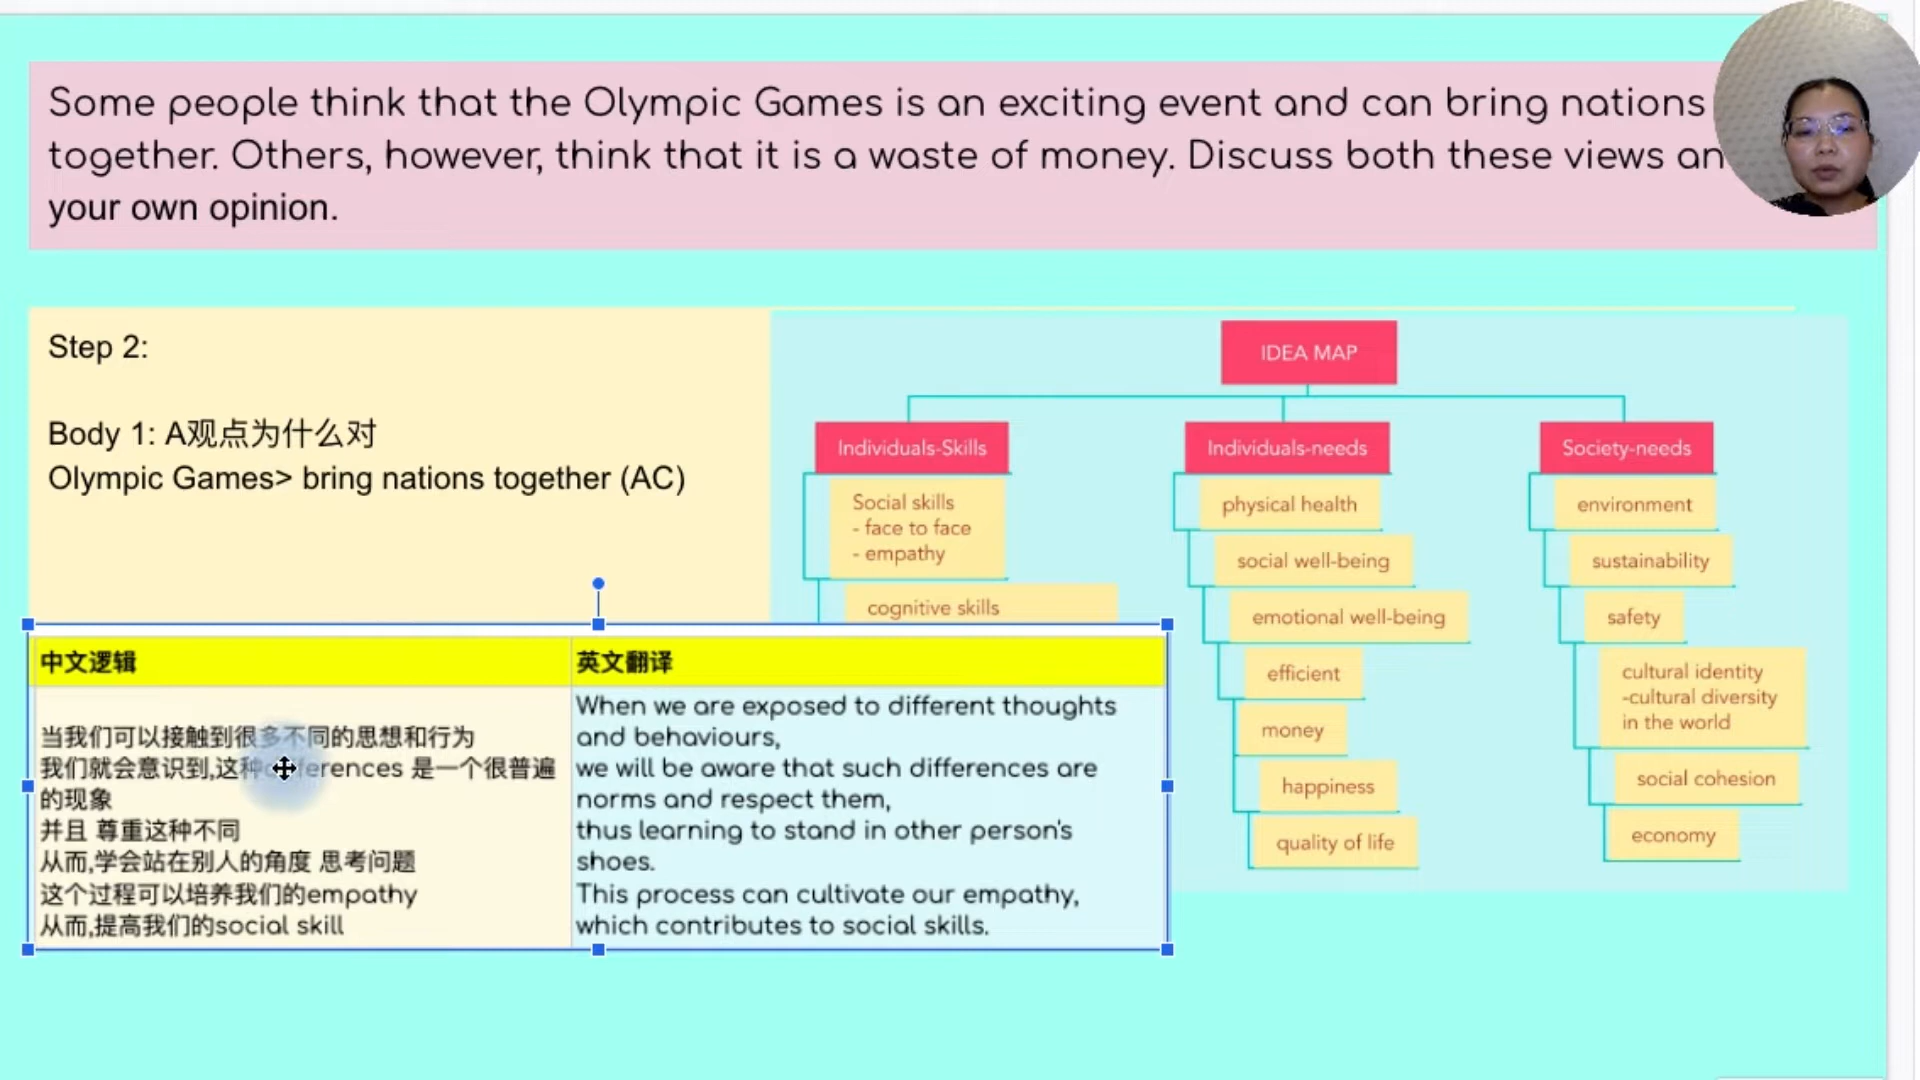 Some people think that the Olympic Games is an exciting event and can bring nations
together. Others, however, think that it is a waste of money. Discuss both these views an
your own opinion.
Step 2:
Body 1: A观点为什么对
Olympic Games> bring nations together (AC)
IDEA MAP
Individuals-Skills
Social skills
- face to face
- empathy
cognitive skills
Individuals-needs
physical health
social well-being
emotional well-being
efficient
money
happiness
quality of life
Society-needs
environment
sustainability
safety
cultural identity
-cultural diversity
in the world
social cohesion
economy
中文逻辑
当我们可以接触到很多不同的思想和行为
我们就会意识到,这种differences 是一个很普遍
的现象
并且 尊重这种不同
从而,学会站在别人的角度 思考问题
这个过程可以培养我们的empathy
从而,提高我们的social skill
英文翻译
When we are exposed to different thoughts
and behaviours,
we will be aware that such differences are
norms and respect them,
thus learning to stand in other person's
shoes.
This process can cultivate our empathy,
which contributes to social skills.